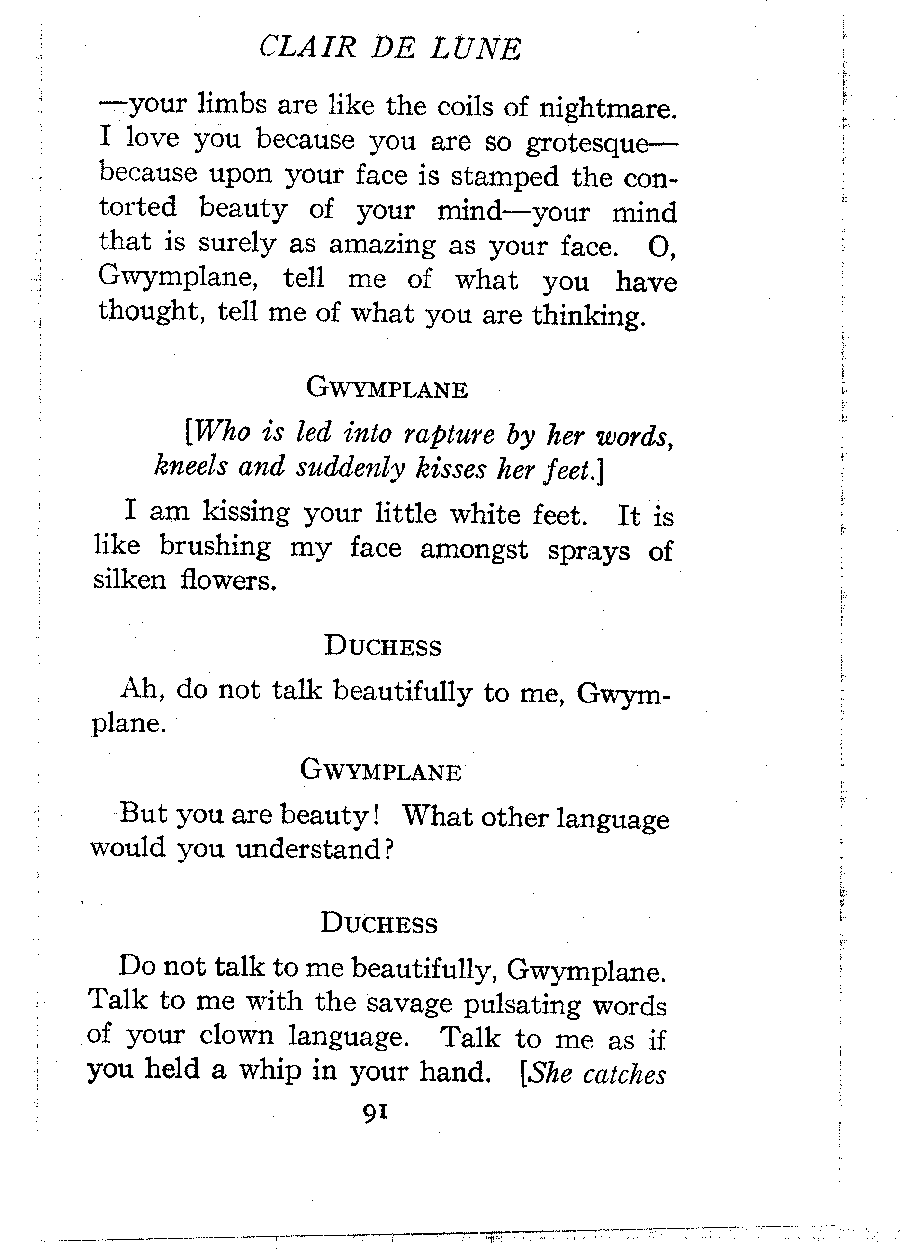 CLAIR DE LUNE
—your limbs are like the coils of nightmare.
I love you because you are so grotesque—
because upon your face is stamped the con-
torted beauty of your mind—your mind
that is surely as amazing as your face. O,
Gwymplane, tell me of what you have
thought, tell me of what you are thinking.
GWYMPLANE
[Who is led into rapture by her words,
kneels and suddenly kisses her feet.]
I am kissing your little white feet. It is
like brushing my face amongst sprays of
silken flowers.
DUCHESS
Ah, do not talk beautifully to me, Gwym-
plane.
GWYMPLANE
But you are beauty! What other language
would you understand?
DUCHESS
Do not talk to me beautifully, Gwymplane.
Talk to me with the savage pulsating words
of your clown language. Talk to me as if
you held a whip in your hand. [She catches
91